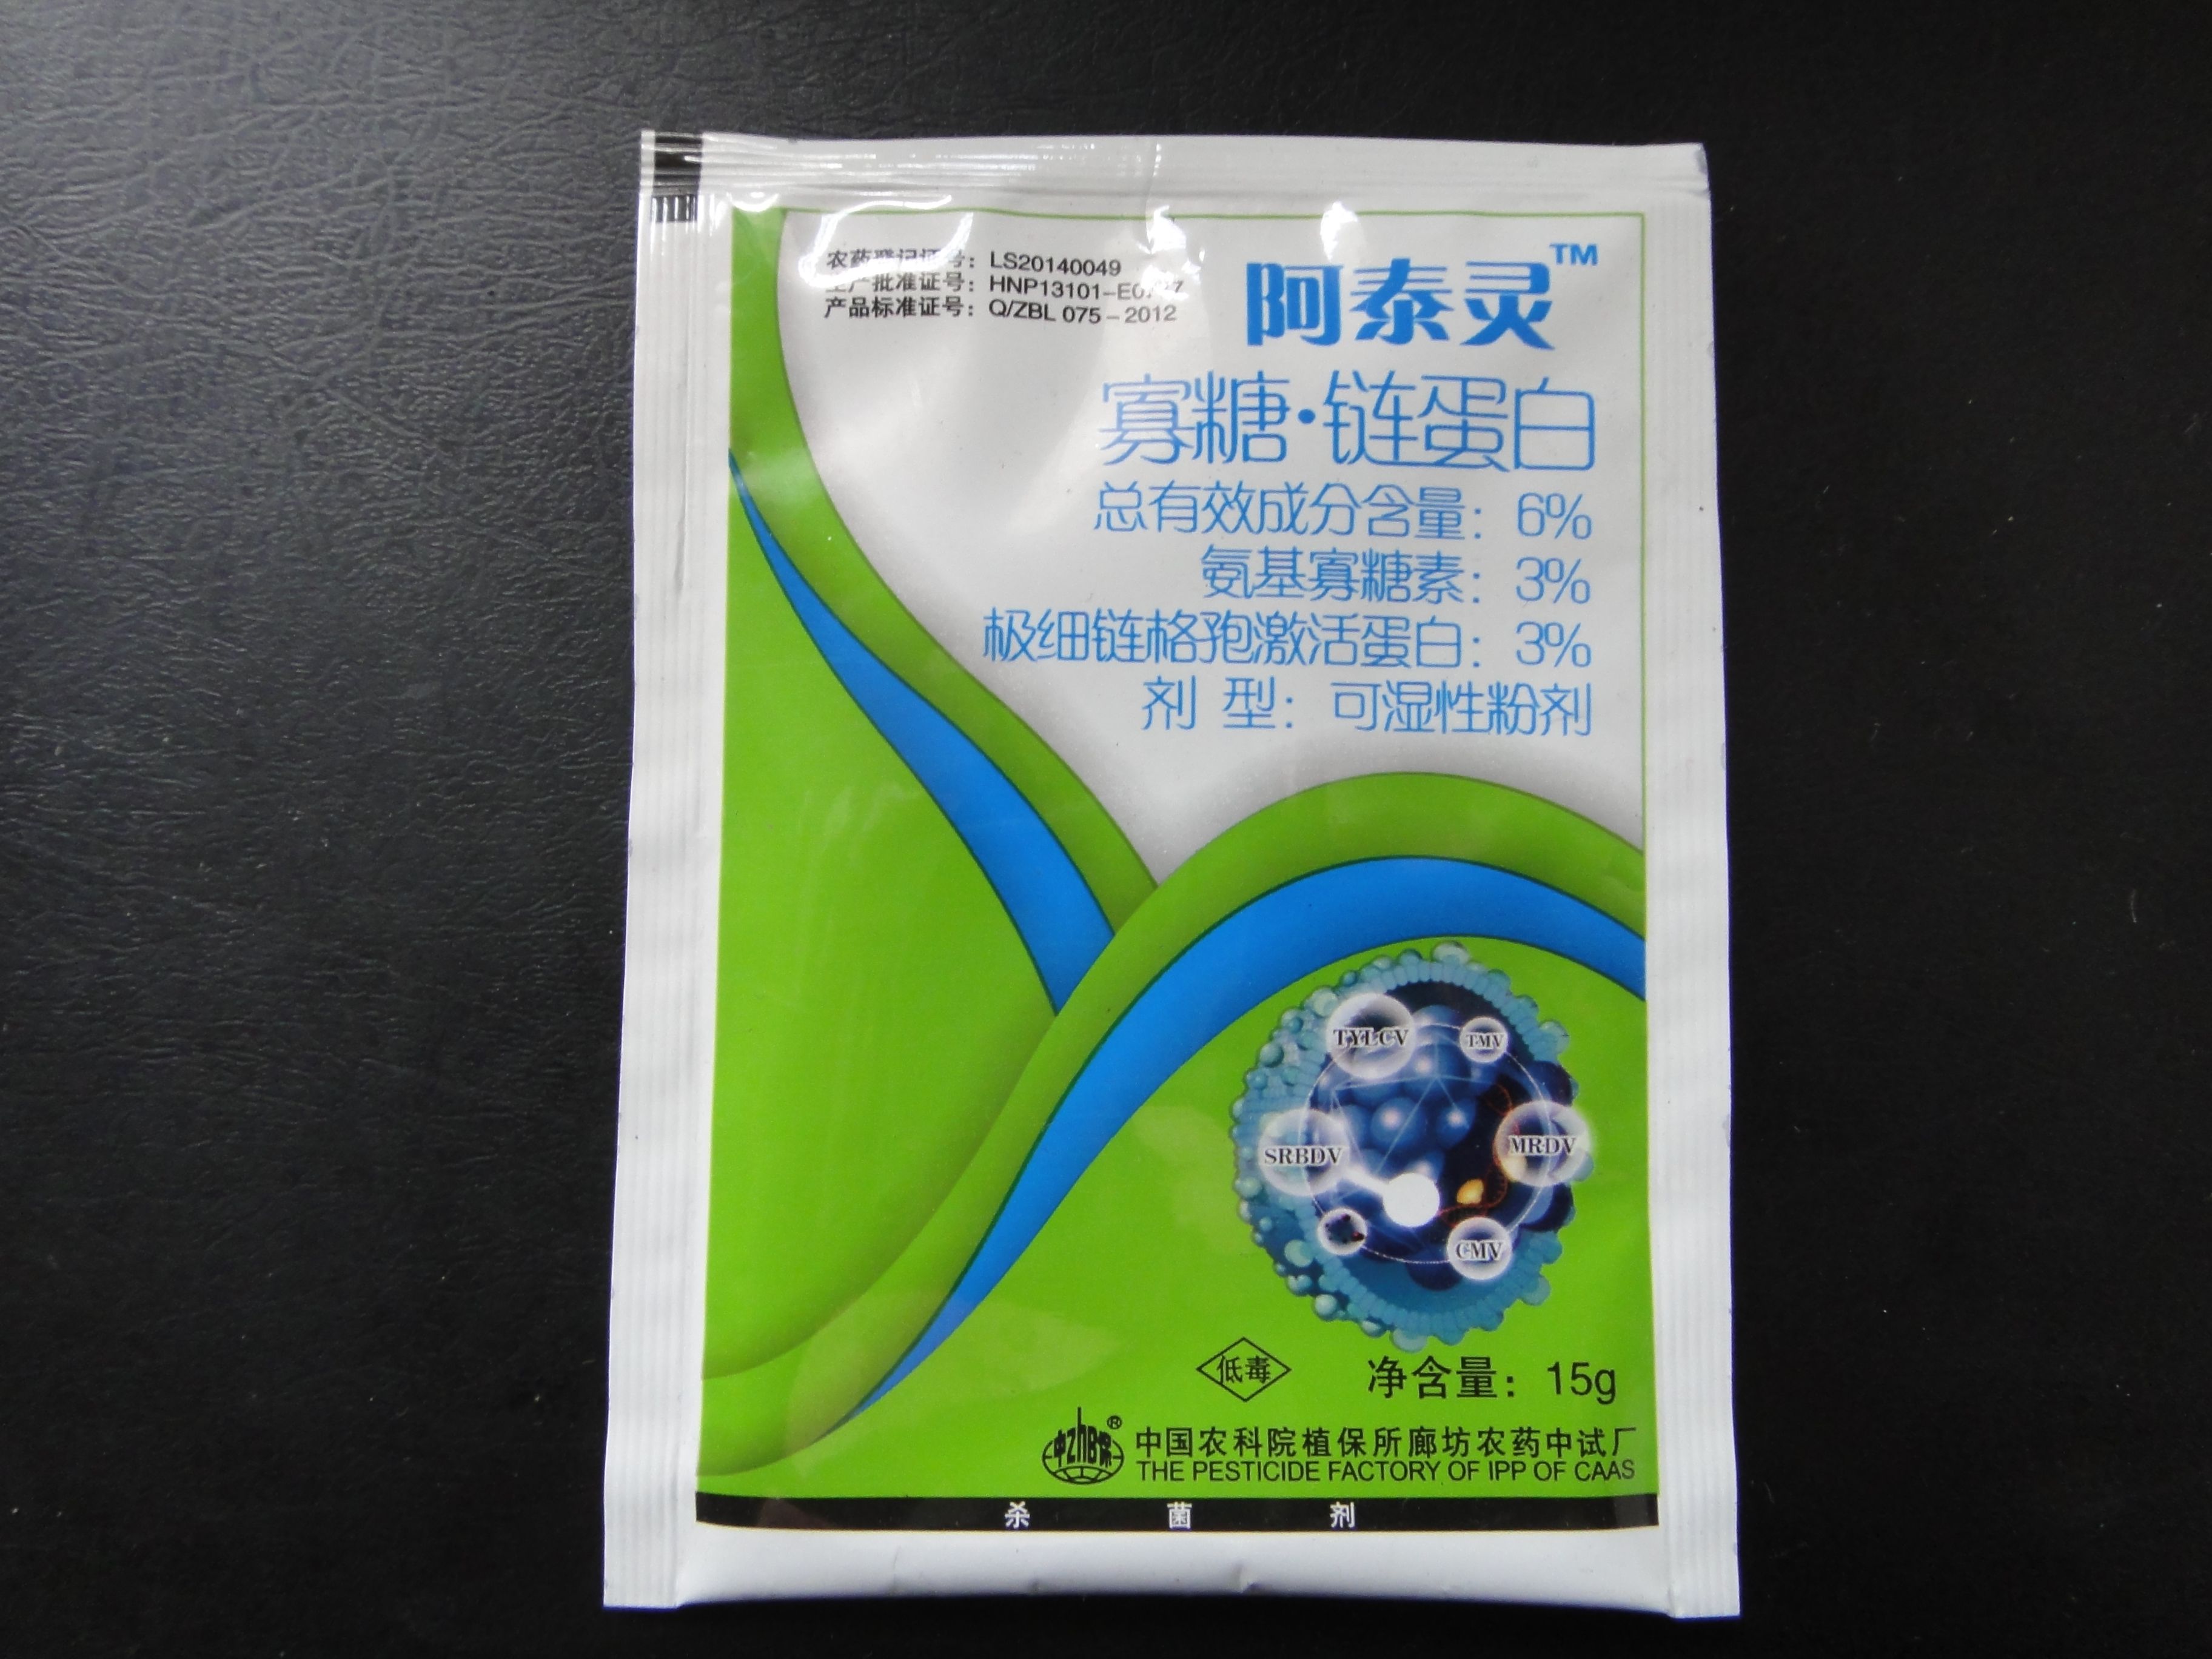 农药登记证号：LS20140049
生产批准证号：HNP13101-E
产品标准证号：Q/ZBL 075-2012
阿泰灵™
寡糖·链蛋白
总有效成分含量：6%
氨基寡糖素：3%
极细链格孢激活蛋白：3%
剂 型：可湿性粉剂
TYLCV
TMV
SRBDV
MRDV
CMV
低毒
净含量：15g
中ZhB保®
中国农科院植保所廊坊农药中试厂
THE PESTICIDE FACTORY OF IPP OF CAAS
杀 菌 剂